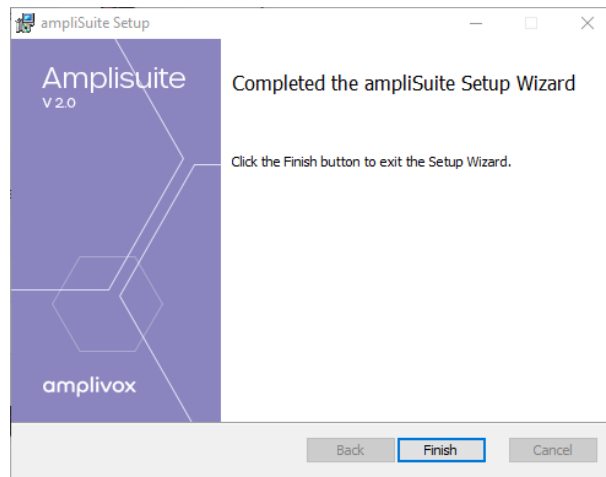 ampliSuite Setup
Amplisuite
V 2.0
Completed the ampliSuite Setup Wizard
Click the Finish button to exit the Setup Wizard.
amplivox
Back
Finish
Cancel